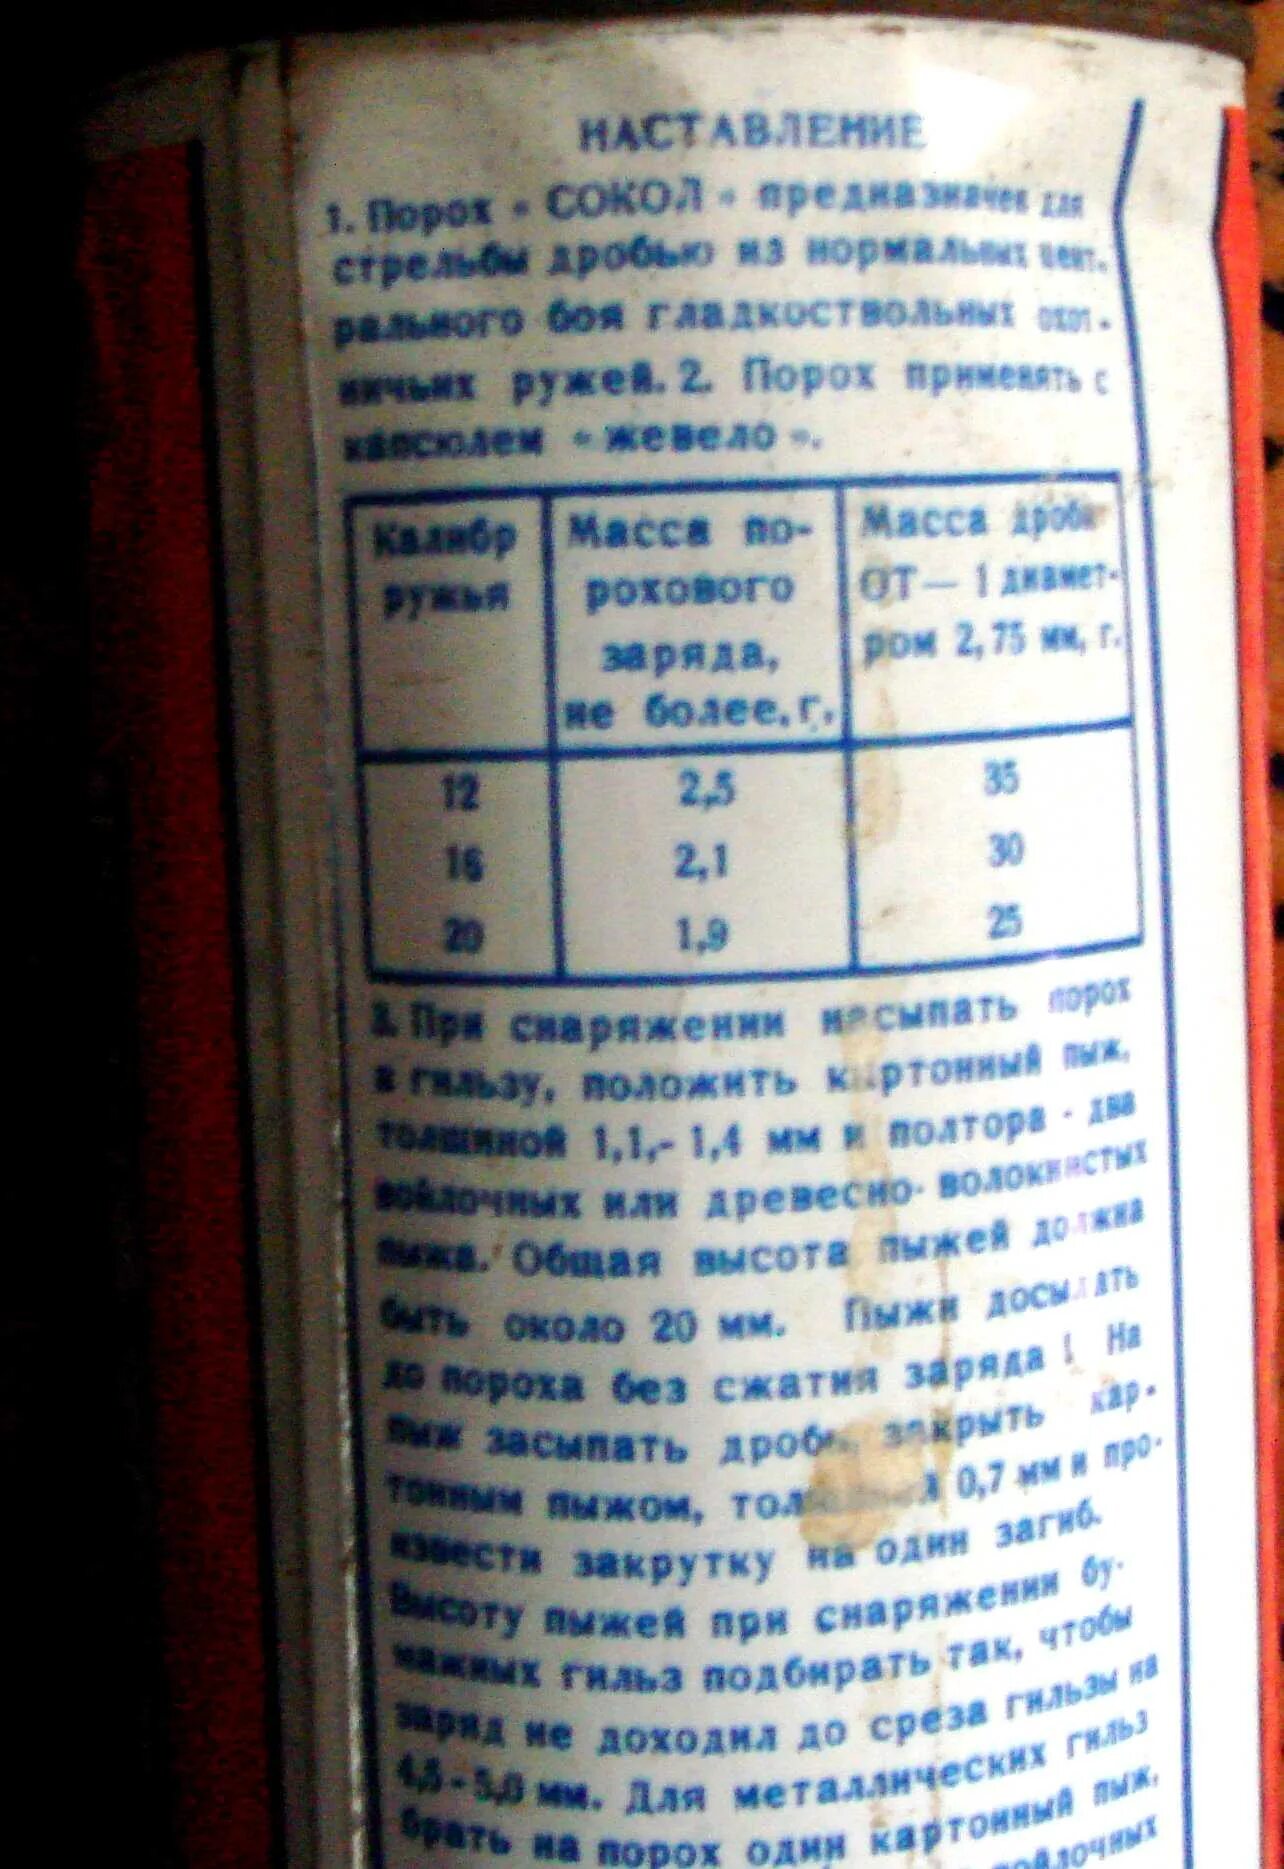 НАСТАВЛЕНИЕ
1. Порох « СОКОЛ » предназначен для
стрельбы дробью из нормальных цент-
рального боя гладкоствольных охот-
ничьих ружей. 2. Порох применять с
капсюлем « жевело ».
Калибр
ружья
Масса по-
рохового
заряда,
не более, г.
Масса дроби
ОТ— 1 диамет-
ром 2,75 мм, г.
12 2,5 35
16 2,1 30
20 1,9 25
3. При снаряжении насыпать порох
в гильзу, положить картонный пыж,
толщиной 1,1,- 1,4 мм и полтора - два
войлочных или древесно- волокнистых
пыжа. Общая высота пыжей должна
быть около 20 мм. Пыжи досылать
до пороха без сжатия заряда ! На
пыж засыпать дробь, закрыть кар-
тонным пыжом, толщиной 0,7 мм и про-
извести закрутку на один загиб.
Высоту пыжей при снаряжении бу-
мажных гильз подбирать так, чтобы
заряд не доходил до среза гильзы на
4,5 - 5,0 мм. Для металлических гильз
брать на порох один картонный пыж,
войлочных